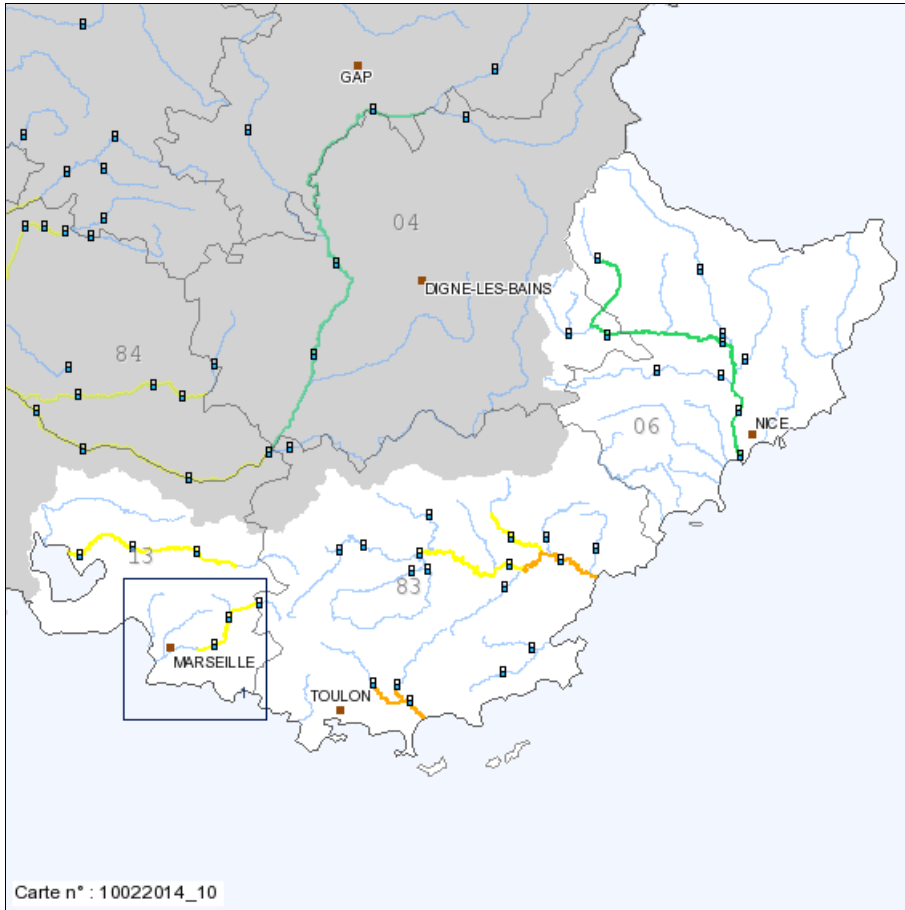 GAP
04
DIGNE-LES-BAINS
84
NICE
06
13
83
MARSEILLE
TOULON
Carte n° : 10022014_10